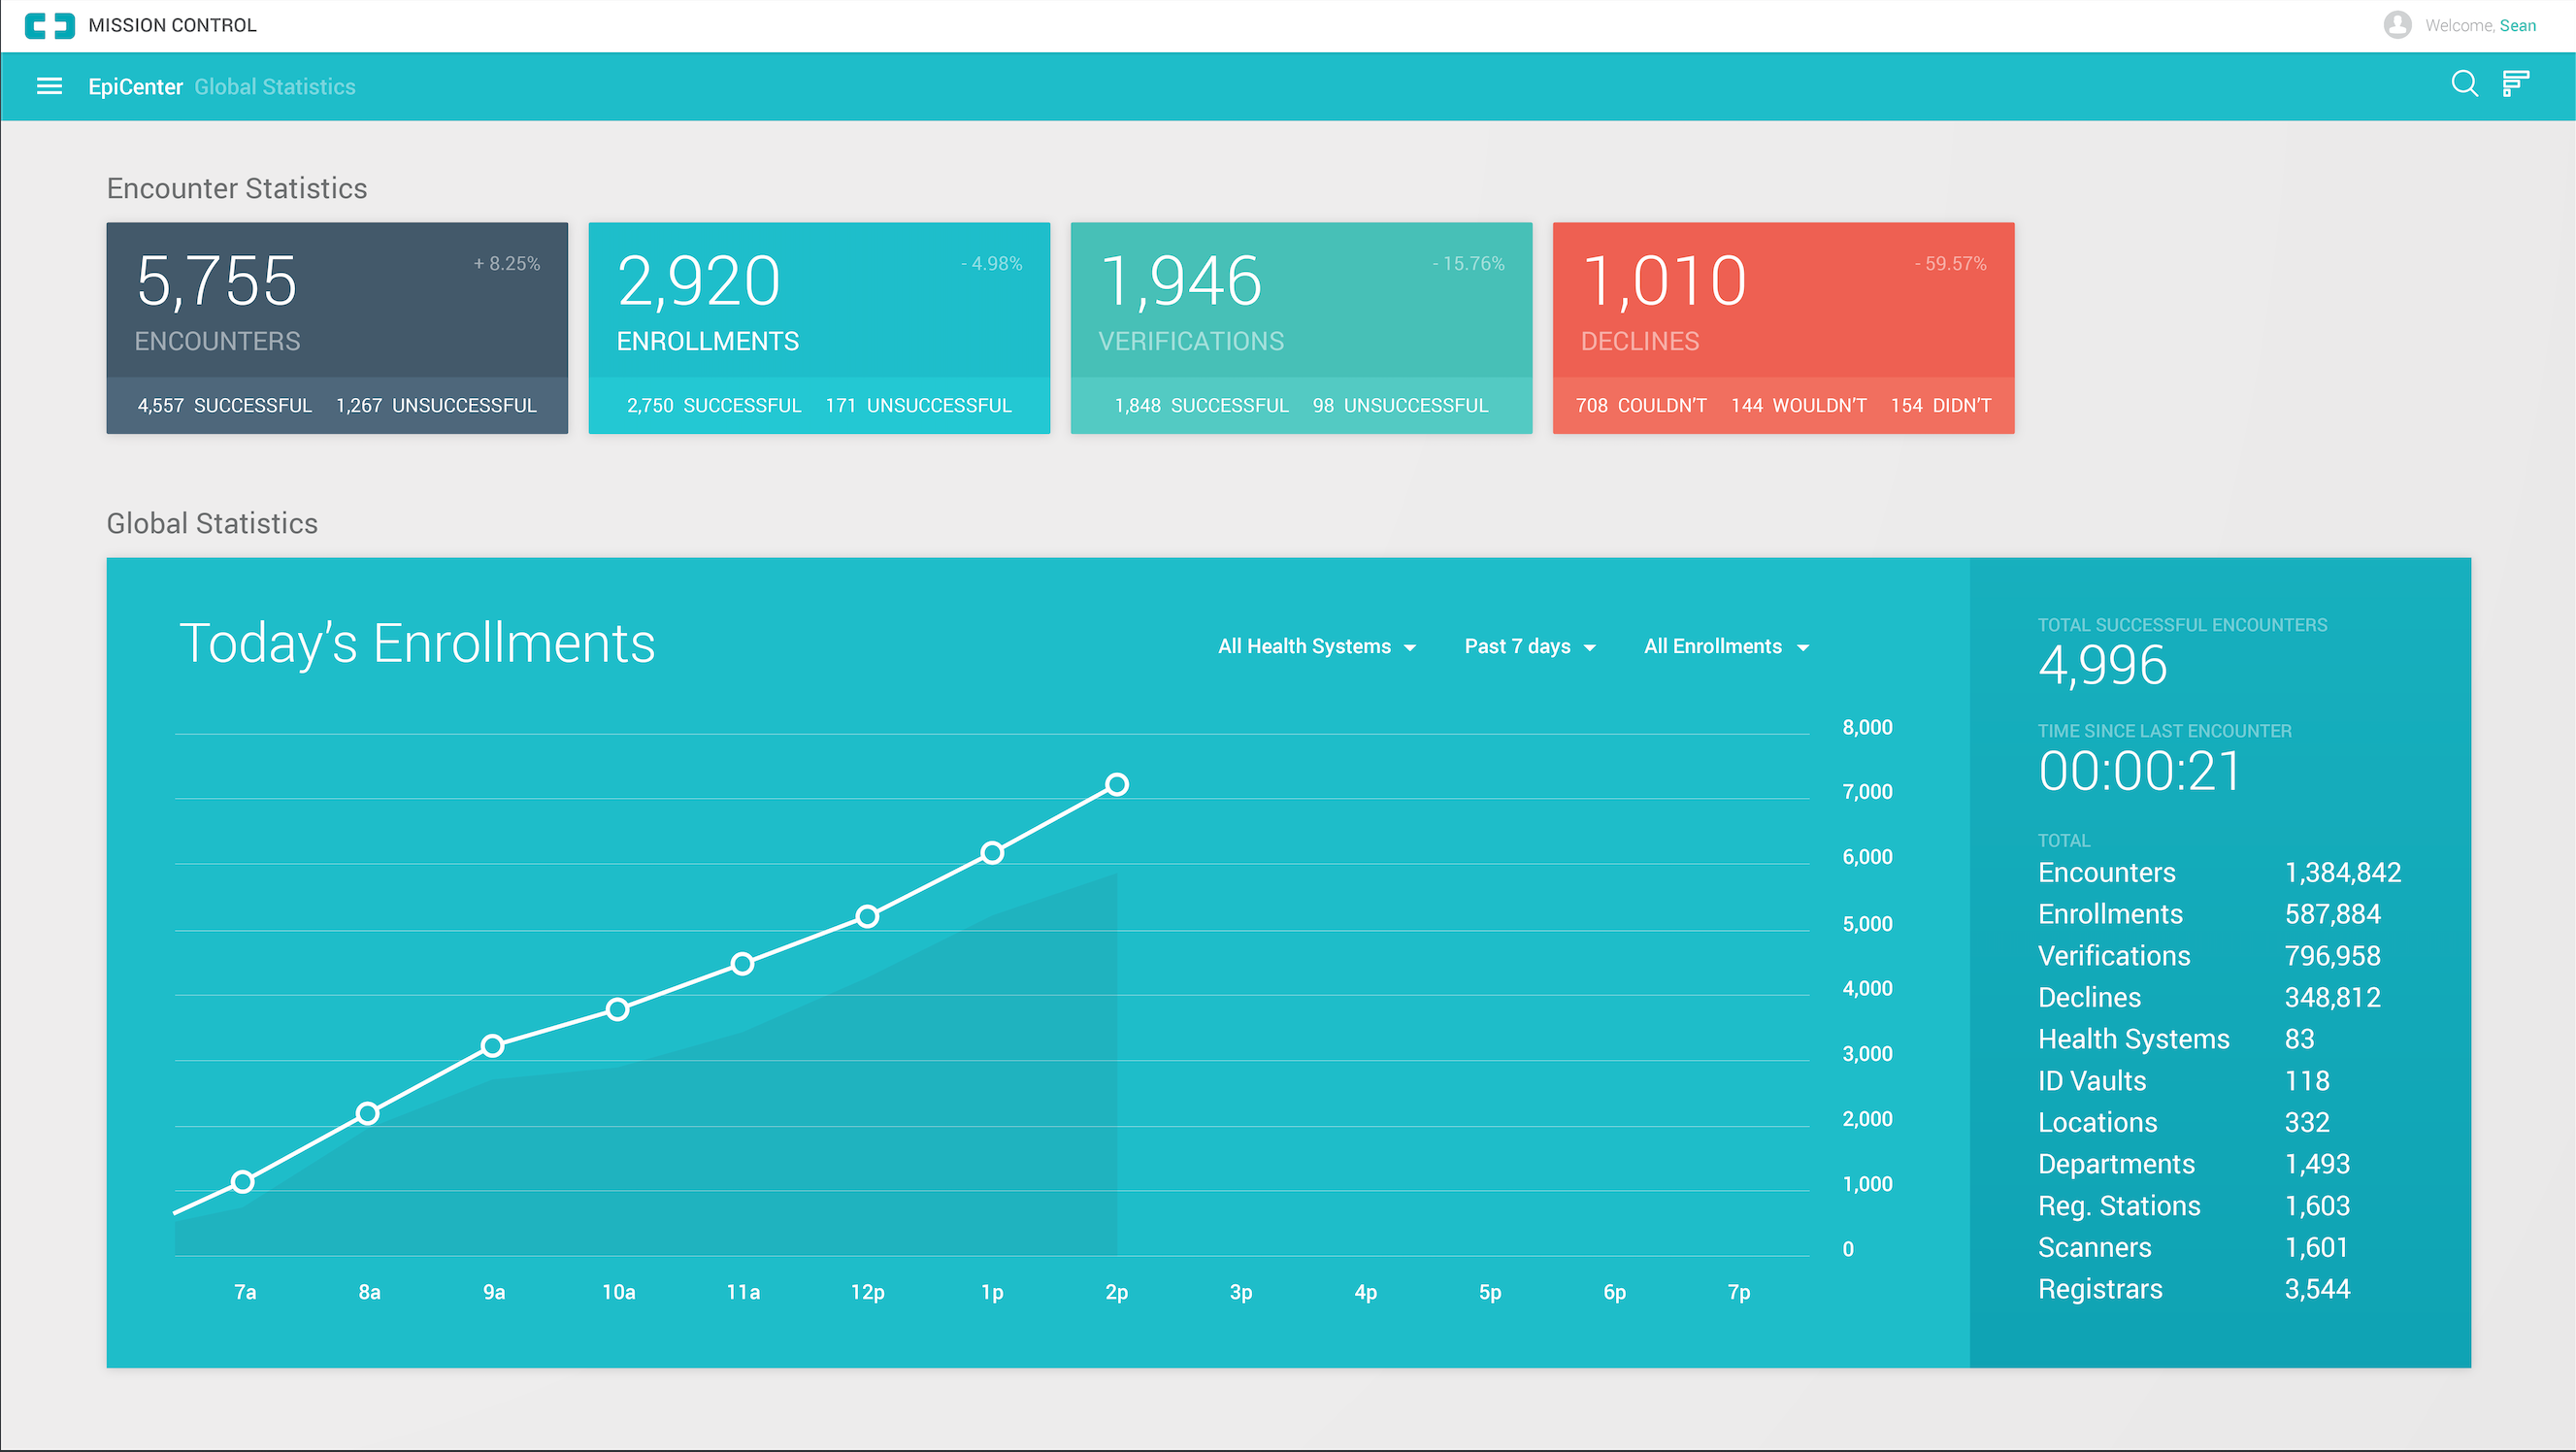 MISSION CONTROL
Welcome, Sean
EpiCenter Global Statistics
Encounter Statistics
5,755
+ 8.25%
ENCOUNTERS
4,557 SUCCESSFUL 1,267 UNSUCCESSFUL
2,920
- 4.98%
ENROLLMENTS
2,750 SUCCESSFUL 171 UNSUCCESSFUL
1,946
- 15.76%
VERIFICATIONS
1,848 SUCCESSFUL 98 UNSUCCESSFUL
1,010
- 59.57%
DECLINES
708 COULDN’T 144 WOULDN’T 154 DIDN’T
Global Statistics
Today’s Enrollments
All Health Systems Past 7 days All Enrollments
8,000
7,000
6,000
5,000
4,000
3,000
2,000
1,000
0
7a 8a 9a 10a 11a 12p 1p 2p 3p 4p 5p 6p 7p
TOTAL SUCCESSFUL ENCOUNTERS
4,996
TIME SINCE LAST ENCOUNTER
00:00:21
TOTAL
Encounters 1,384,842
Enrollments 587,884
Verifications 796,958
Declines 348,812
Health Systems 83
ID Vaults 118
Locations 332
Departments 1,493
Reg. Stations 1,603
Scanners 1,601
Registrars 3,544